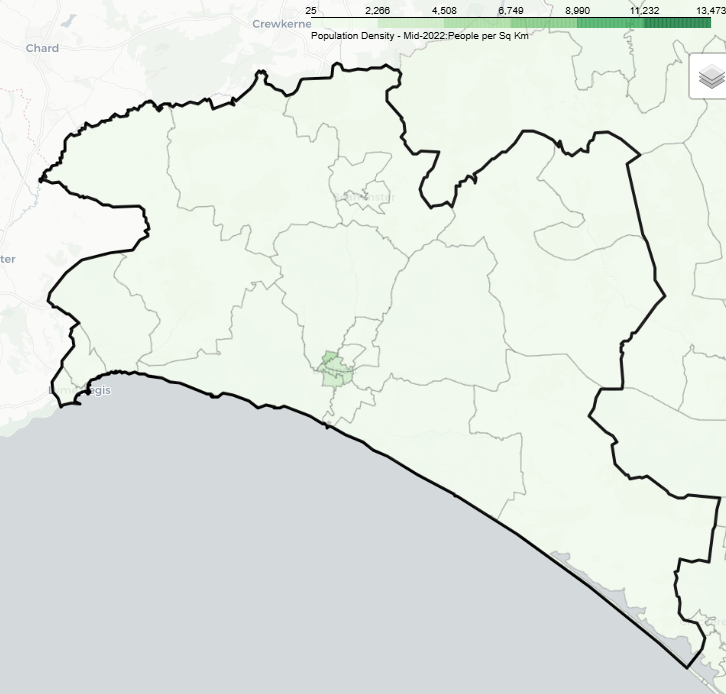 25 2,266 4,508 6,749 8,990 11,232 13,473
Population Density - Mid-2022:People per Sq Km
Crewkerne
Chard
ter